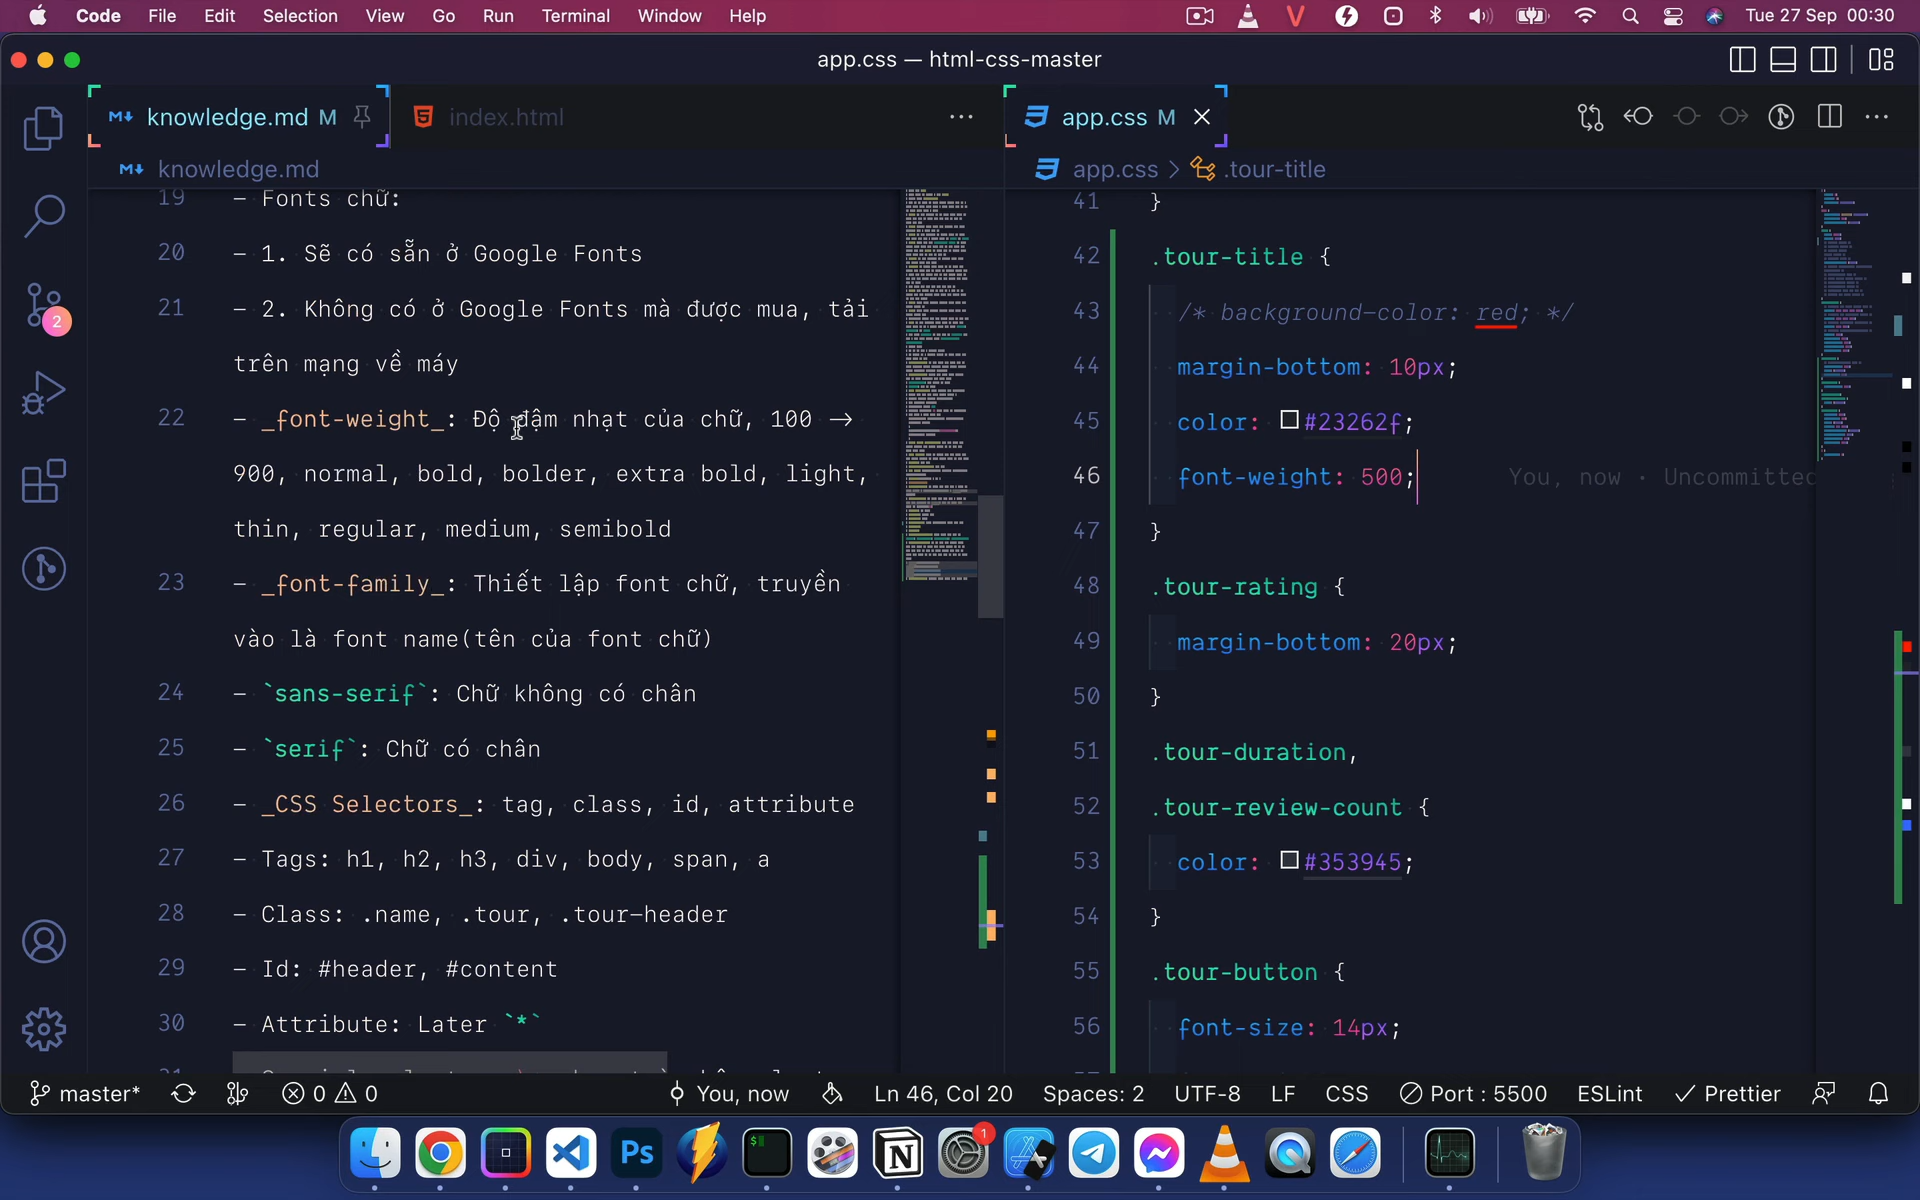 Code File Edit Selection View Go Run Terminal Window Help Tue 27 Sep 00:30
app.css — html-css-master
knowledge.md M index.html
app.css M
knowledge.md
app.css > .tour-title
19 - Fonts chữ:
20 - 1. Sẽ có sẵn ở Google Fonts
21 - 2. Không có ở Google Fonts mà được mua, tải
trên mạng về máy
22 - _font-weight_: Độ đậm nhạt của chữ, 100 ->
900, normal, bold, bolder, extra bold, light,
thin, regular, medium, semibold
23 - _font-family_: Thiết lập font chữ, truyền
vào là font name(tên của font chữ)
24 - `sans-serif`: Chữ không có chân
25 - `serif`: Chữ có chân
26 - _CSS Selectors_: tag, class, id, attribute
27 - Tags: h1, h2, h3, div, body, span, a
28 - Class: .name, .tour, .tour-header
29 - Id: #header, #content
30 - Attribute: Later `*`
41 }
42 .tour-title {
43 /* background-color: red; */
44 margin-bottom: 10px;
45 color: #23262f;
46 font-weight: 500; You, now • Uncommitted
47 }
48 .tour-rating {
49 margin-bottom: 20px;
50 }
51 .tour-duration,
52 .tour-review-count {
53 color: #353945;
54 }
55 .tour-button {
56 font-size: 14px;
2
master* 0 0 You, now Ln 46, Col 20 Spaces: 2 UTF-8 LF CSS Port : 5500 ESLint Prettier
Ps
1